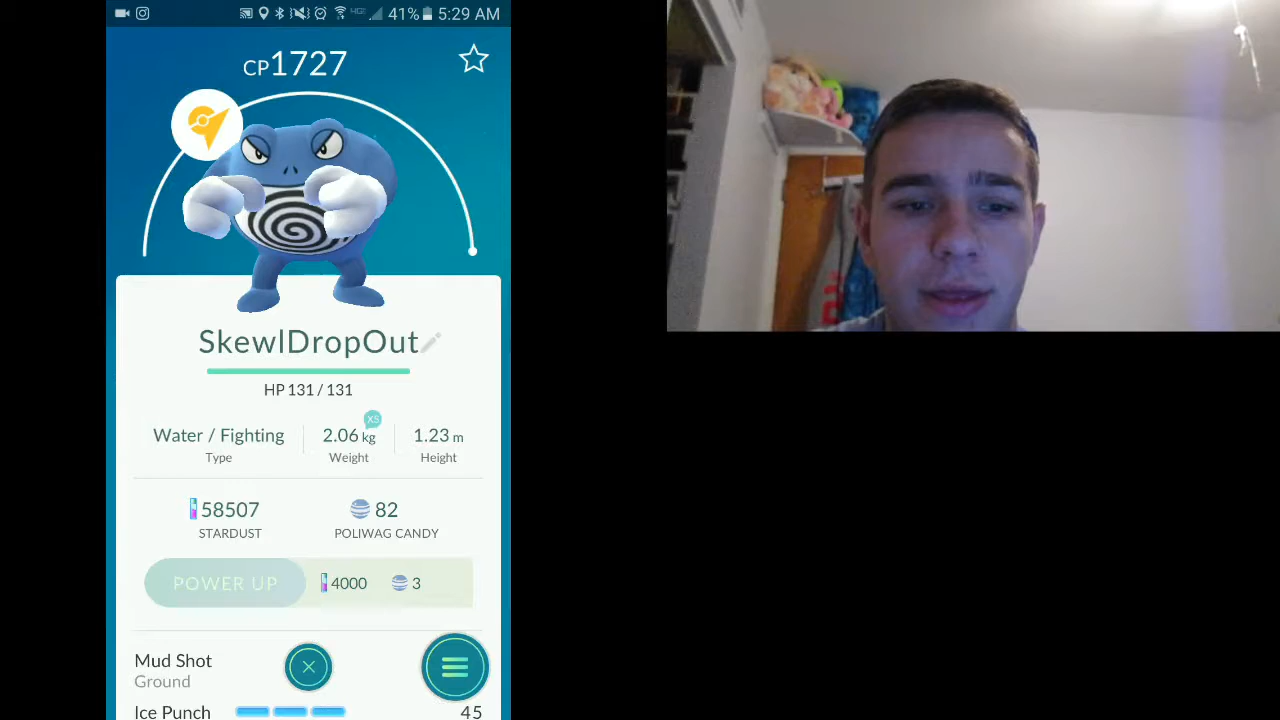 41% 5:29 AM
CP1727
SkewlDropOut
HP 131 / 131
XS
Water / Fighting 2.06 kg 1.23 m
Type Weight Height
58507 82
STARDUST POLIWAG CANDY
POWER UP 4000 3
Mud Shot
Ground
Ice Punch 45